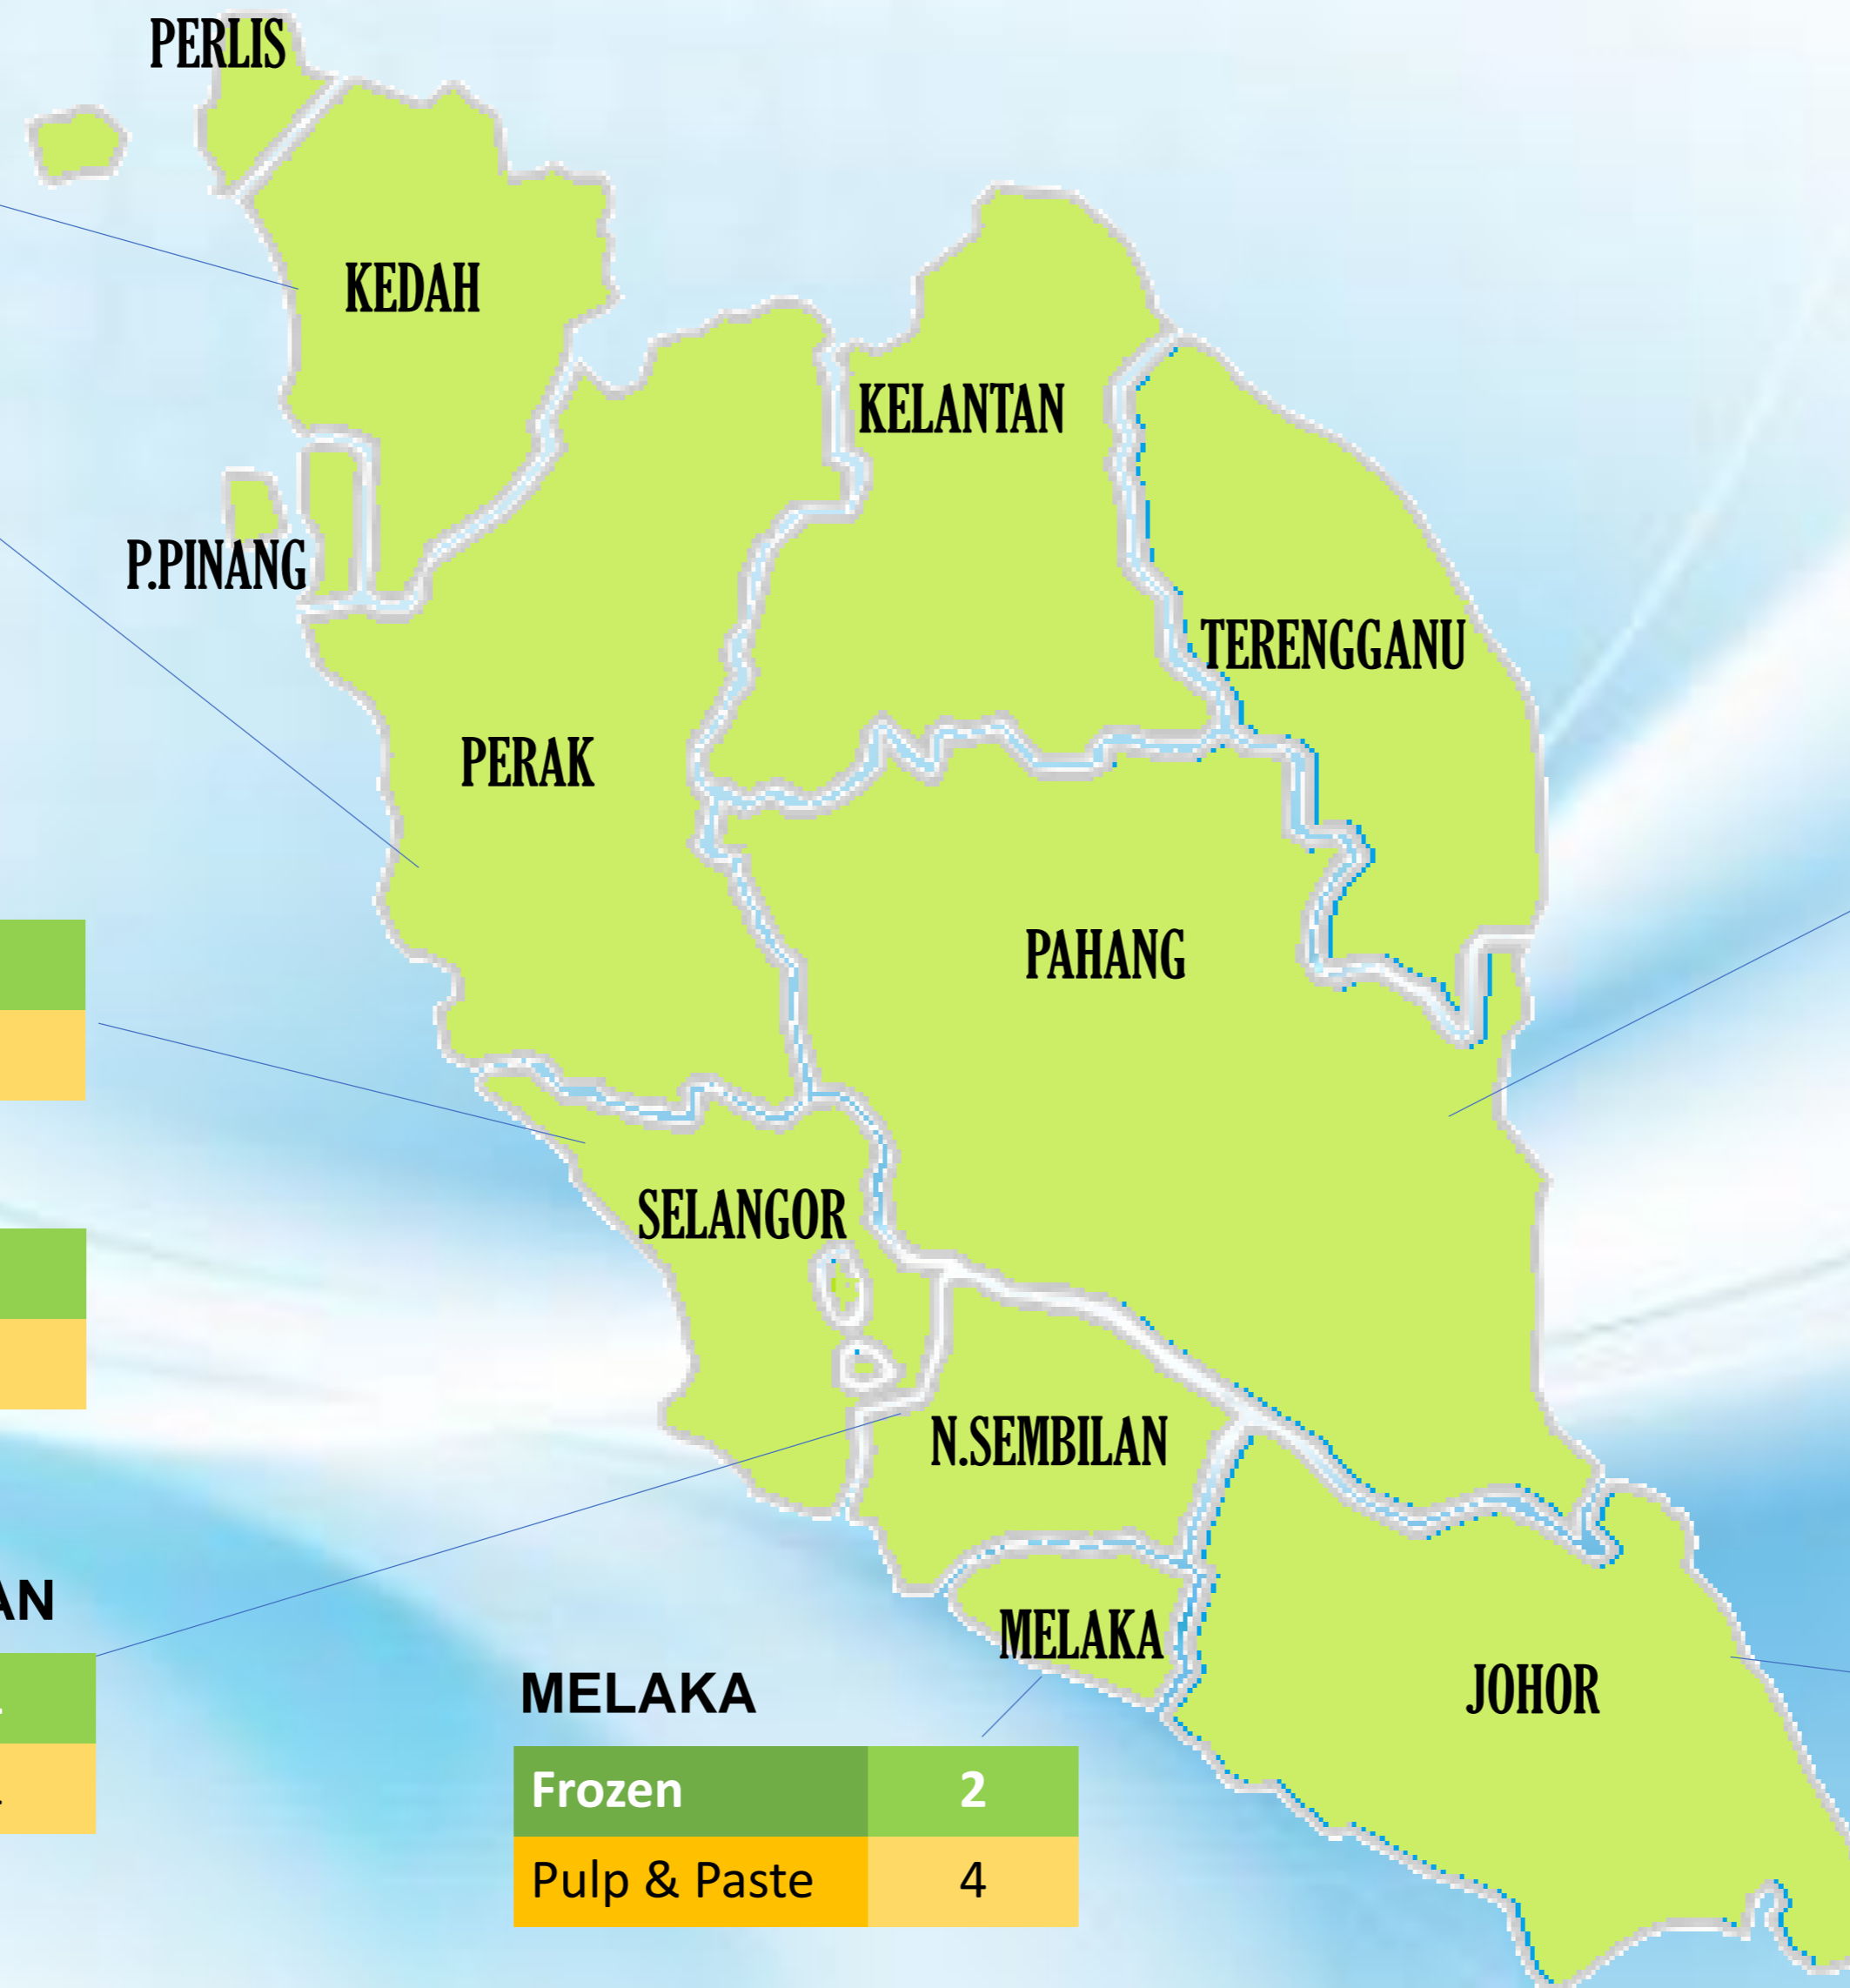 PERLIS
KEDAH
KELANTAN
P.PINANG
TERENGGANU
PERAK
PAHANG
SELANGOR
N.SEMBILAN
MELAKA
JOHOR
MELAKA
Frozen 2
Pulp & Paste 4